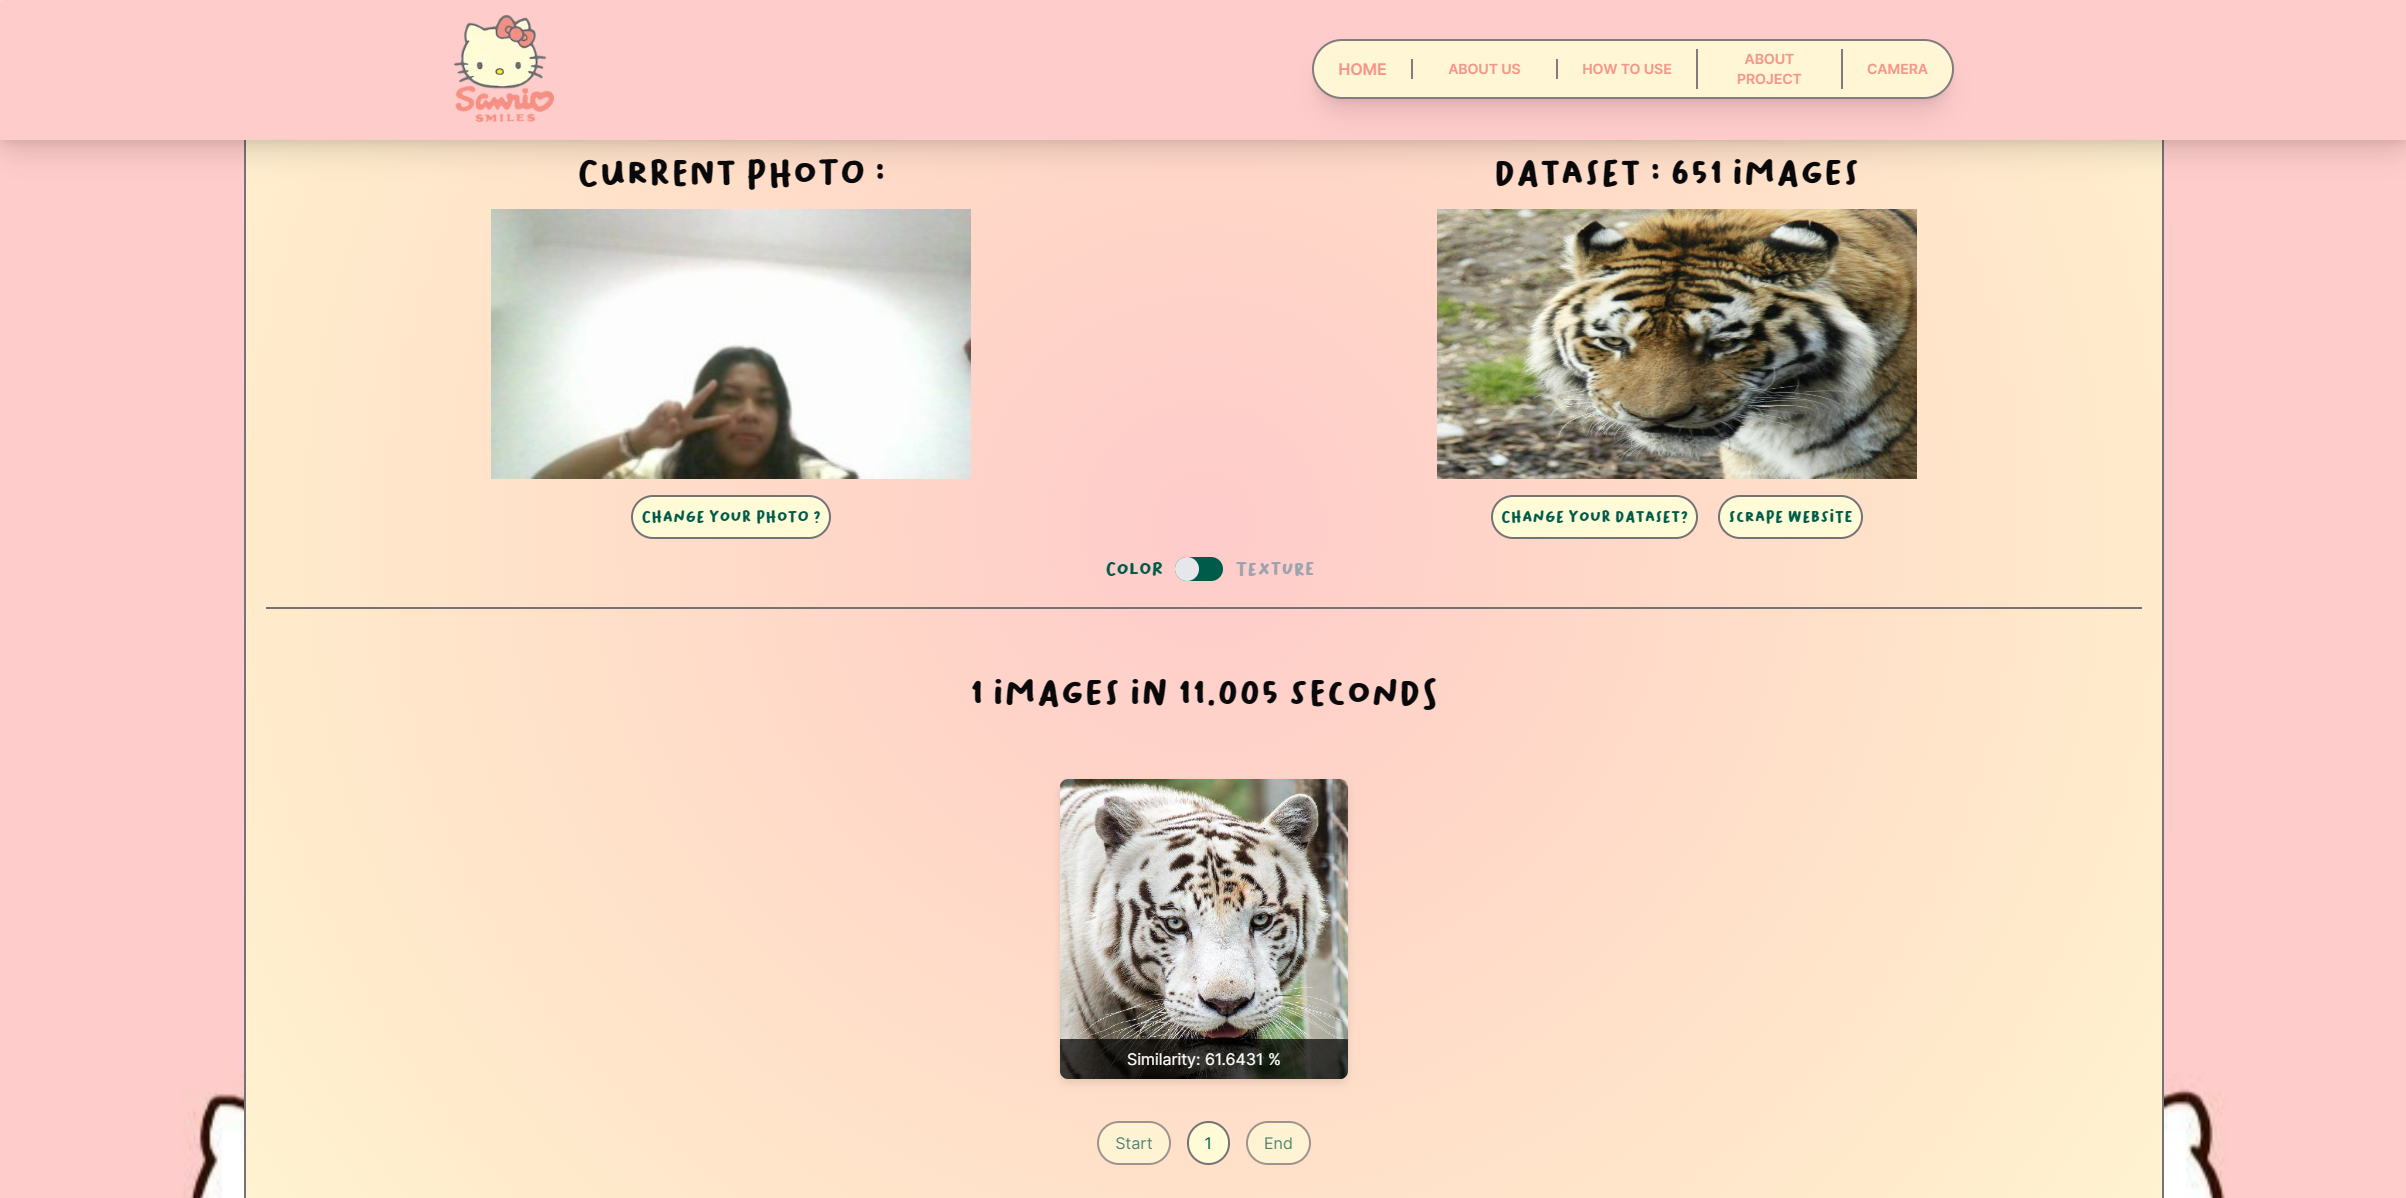 Sanrio
SMILES
HOME
ABOUT US
HOW TO USE
ABOUT
PROJECT
CAMERA
CURRENT PHOTO :
DATASET : 651 iMAGES
CHANGE YOUR PHOTO ?
CHANGE YOUR DATASET?
SCRAPE WEBSiTE
COLOR
TEXTURE
1 iMAGES iN 11.005 SECONDS
Similarity: 61.6431 %
Start
1
End